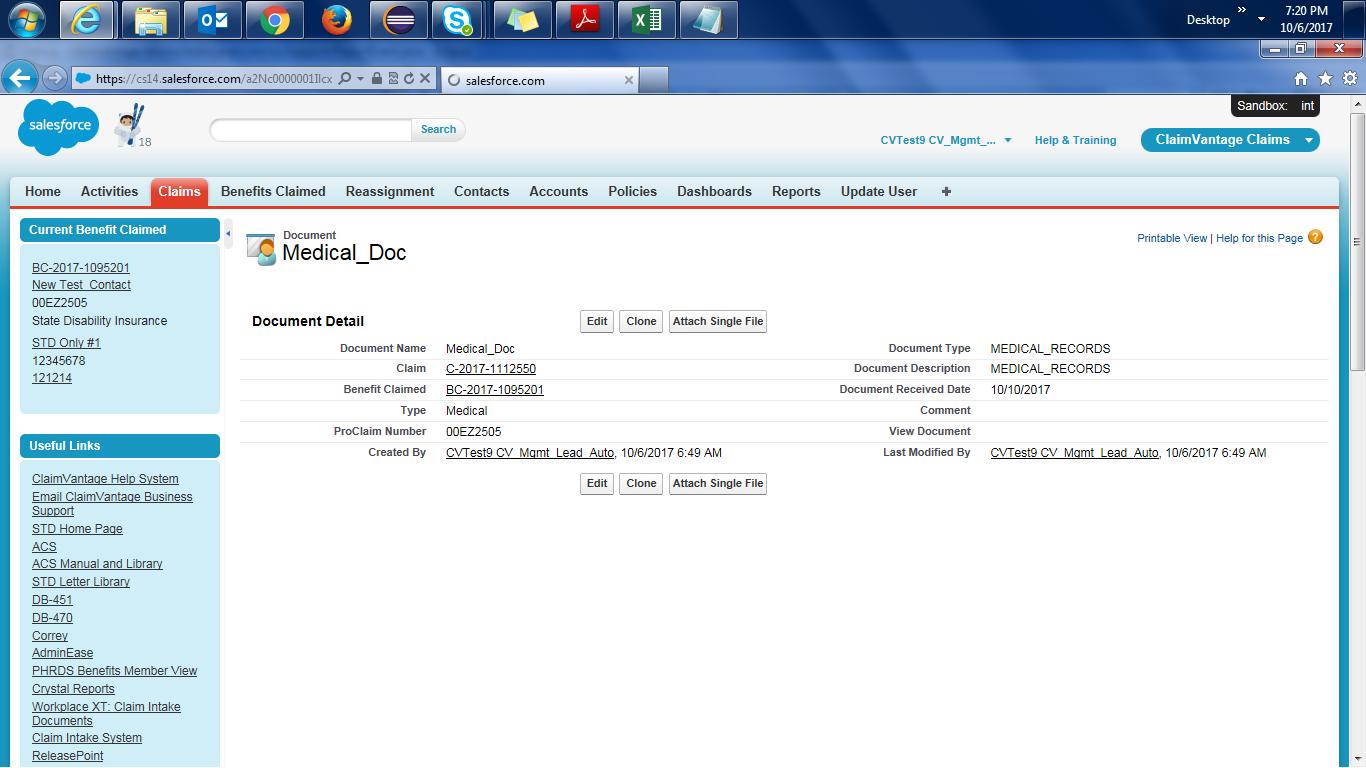 Desktop
»
7:20 PM
10/6/2017
https://cs14.salesforce.com/a2Nc0000001Ilcx
salesforce.com
Sandbox: int
salesforce
18
Search
CVTest9 CV_Mgmt_...
Help & Training
ClaimVantage Claims
Home Activities Claims Benefits Claimed Reassignment Contacts Accounts Policies Dashboards Reports Update User +
Current Benefit Claimed
BC-2017-1095201
New Test_Contact
00EZ2505
State Disability Insurance
STD Only #1
12345678
121214
Useful Links
ClaimVantage Help System
Email ClaimVantage Business
Support
STD Home Page
ACS
ACS Manual and Library
STD Letter Library
DB-451
DB-470
Correy
AdminEase
PHRDS Benefits Member View
Crystal Reports
Workplace XT: Claim Intake
Documents
Claim Intake System
ReleasePoint
Document
Medical_Doc
Printable View | Help for this Page ?
Document Detail Edit Clone Attach Single File
Document Name Medical_Doc Document Type MEDICAL_RECORDS
Claim C-2017-1112550 Document Description MEDICAL_RECORDS
Benefit Claimed BC-2017-1095201 Document Received Date 10/10/2017
Type Medical Comment
ProClaim Number 00EZ2505 View Document
Created By CVTest9 CV_Mgmt_Lead_Auto, 10/6/2017 6:49 AM Last Modified By CVTest9 CV_Mgmt_Lead_Auto, 10/6/2017 6:49 AM
Edit Clone Attach Single File